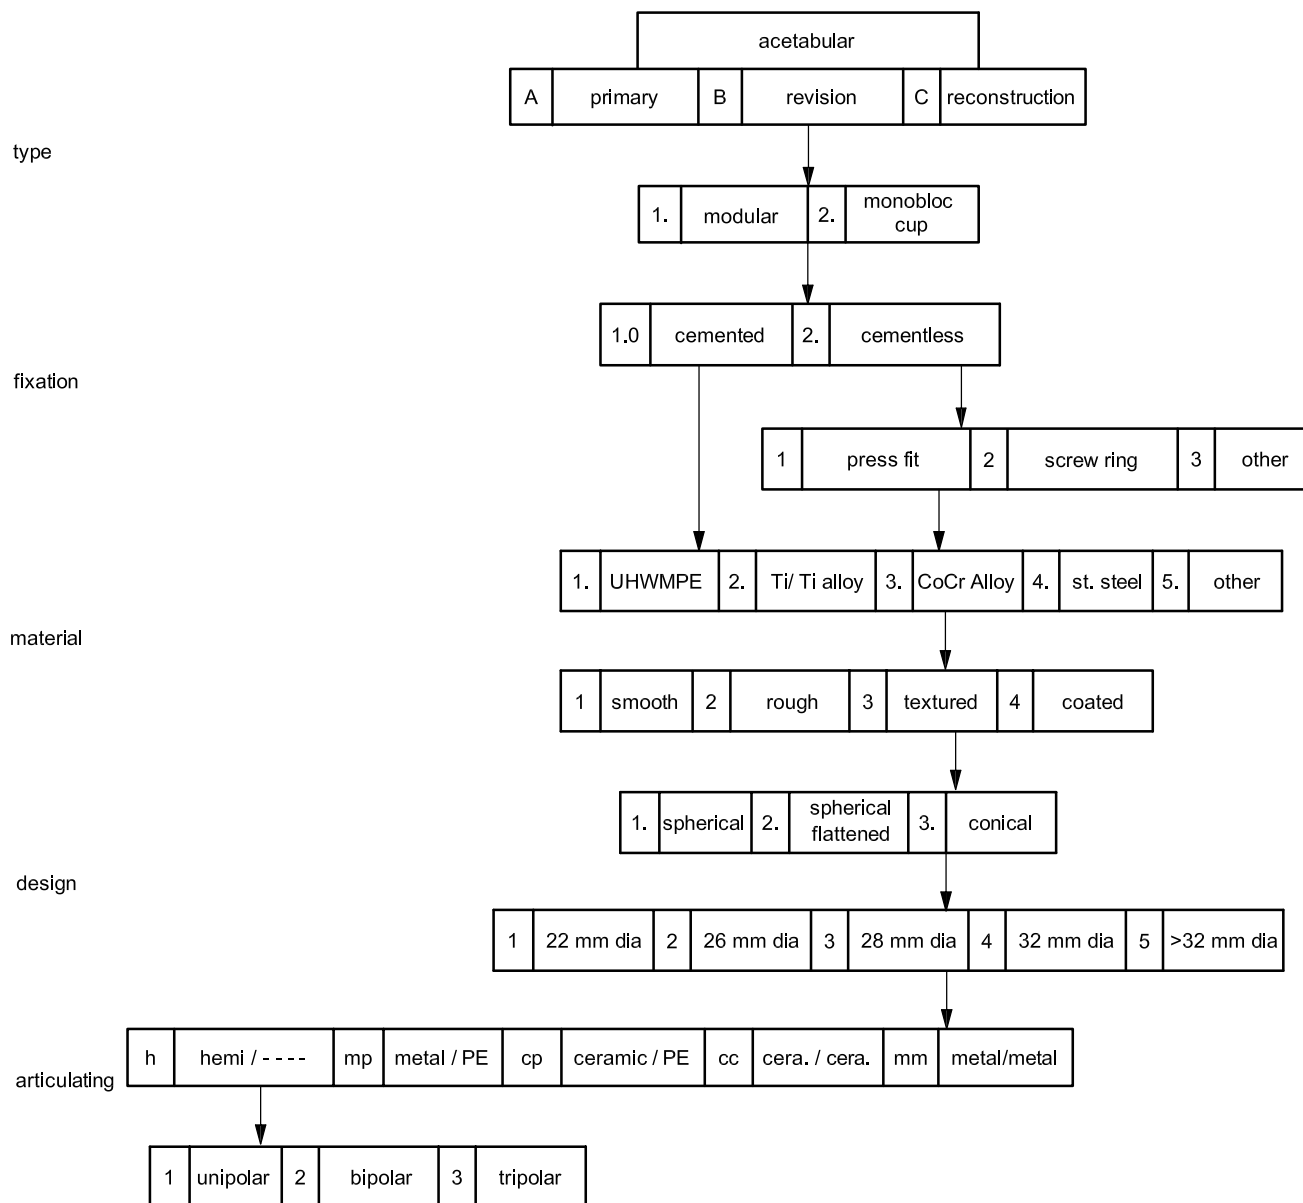 acetabular
A primary B revision C reconstruction
type
1. modular 2. monobloc
cup
1.0 cemented 2. cementless
fixation
1 press fit 2 screw ring 3 other
1. UHWMPE 2. Ti/ Ti alloy 3. CoCr Alloy 4. st. steel 5. other
material
1 smooth 2 rough 3 textured 4 coated
1. spherical 2. spherical
flattened 3. conical
design
1 22 mm dia 2 26 mm dia 3 28 mm dia 4 32 mm dia 5 >32 mm dia
h hemi / - - - - mp metal / PE cp ceramic / PE cc cera. / cera. mm metal/metal
articulating
1 unipolar 2 bipolar 3 tripolar